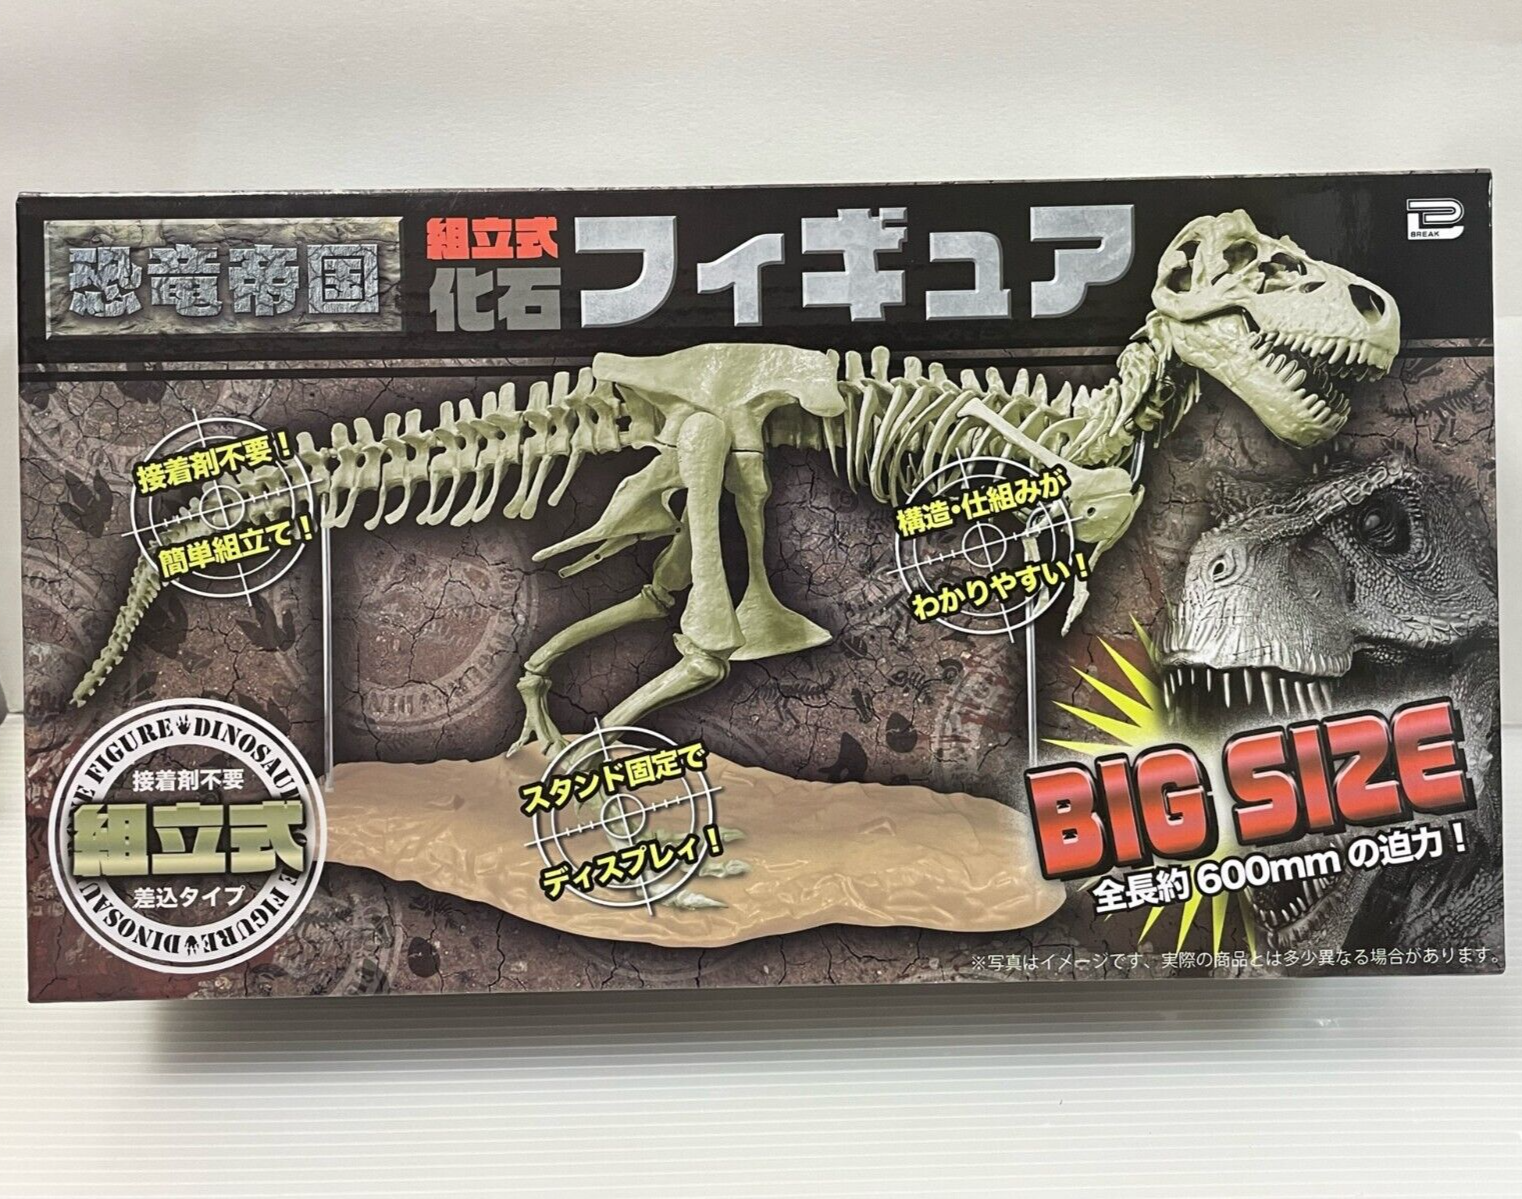 恐竜帝国
組立式
化石
フィギュア
BREAK
接着剤不要！
簡単組立て！
構造・仕組みが
わかりやすい！
スタンド固定で
ディスプレイ！
FIGURE DINOSAU
接着剤不要
組立式
差込タイプ
DINOSAU E FIGURE
BIG SIZE
全長約600mmの迫力！
※写真はイメージです、実際の商品とは多少異なる場合があります。